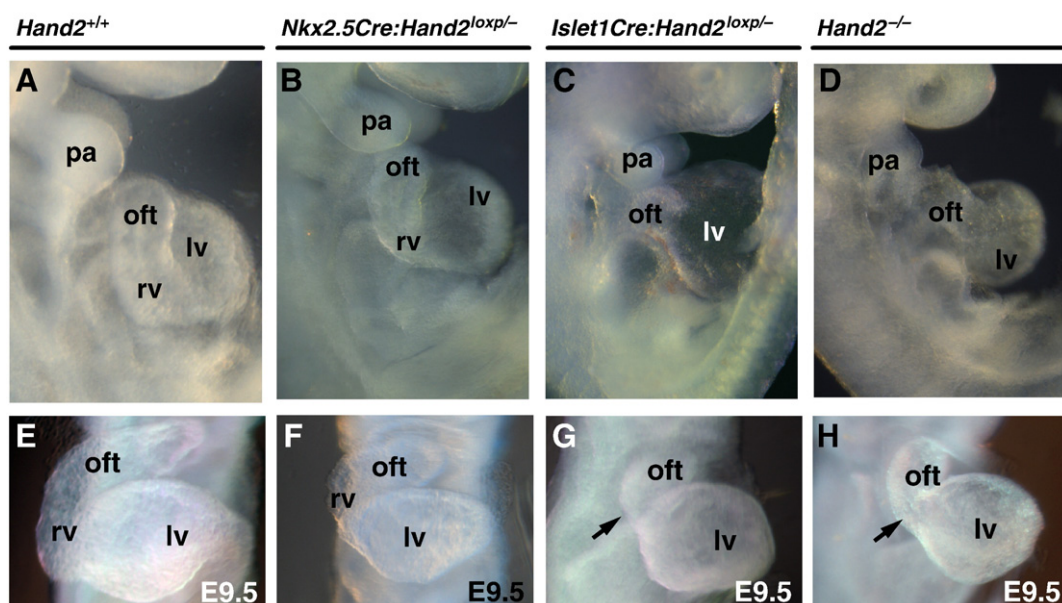 Hand2+/+ Nkx2.5Cre:Hand2loxp/– Islet1Cre:Hand2loxp/– Hand2–/–
A B C D
pa pa pa pa
oft oft oft oft
lv lv lv lv
rv rv
E F G H
oft oft oft oft
rv rv
lv lv lv lv
E9.5 E9.5 E9.5 E9.5